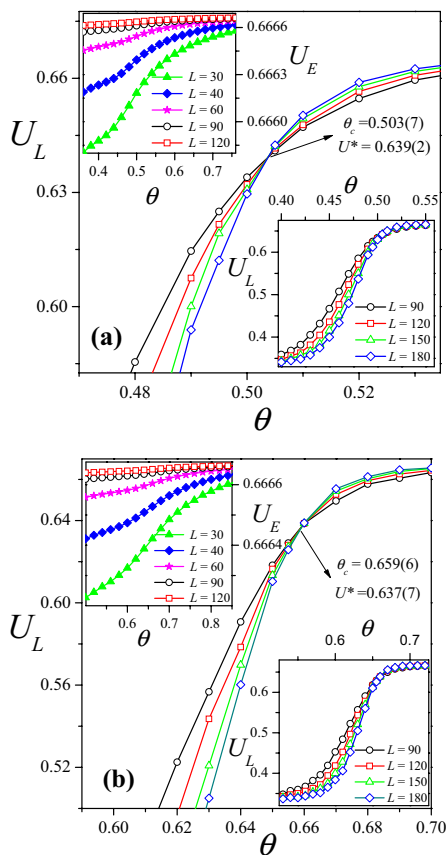 0.66
0.63
0.60
U_L
0.48
0.50
0.52
θ
(a)
θ_c=0.503(7)
U* = 0.639(2)
L = 30
L = 40
L = 60
L = 90
L = 120
0.6666
0.6663
0.6660
U_E
0.4 0.5 0.6 0.7
θ
θ
0.40 0.45 0.50 0.55
0.6
0.5
0.4
0.3
U_L
L = 90
L = 120
L = 150
L = 180
0.64
0.60
0.56
0.52
U_L
0.60 0.62 0.64 0.66 0.68 0.70
θ
(b)
θ_c = 0.659(6)
U* =0.637(7)
L = 30
L = 40
L = 60
L = 90
L = 120
U_E
0.6666
0.6664
0.6 0.7 0.8
θ
θ
0.6 0.7
0.6
0.5
0.4
0.3
U_L
L = 90
L = 120
L = 150
L = 180